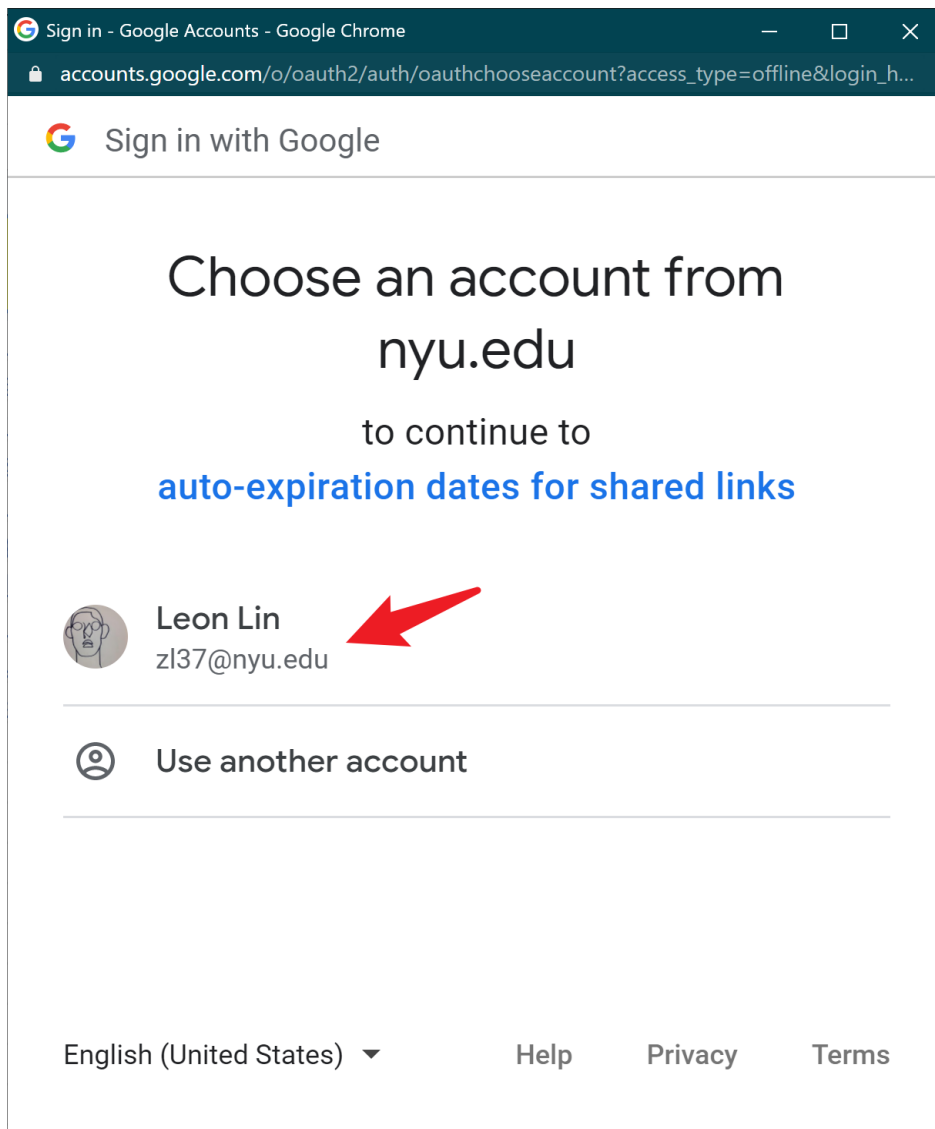 Sign in - Google Accounts - Google Chrome
accounts.google.com/o/oauth2/auth/oauthchooseaccount?access_type=offline&login_h...
Sign in with Google
Choose an account from
nyu.edu
to continue to
auto-expiration dates for shared links
Leon Lin
zl37@nyu.edu
Use another account
English (United States) Help Privacy Terms